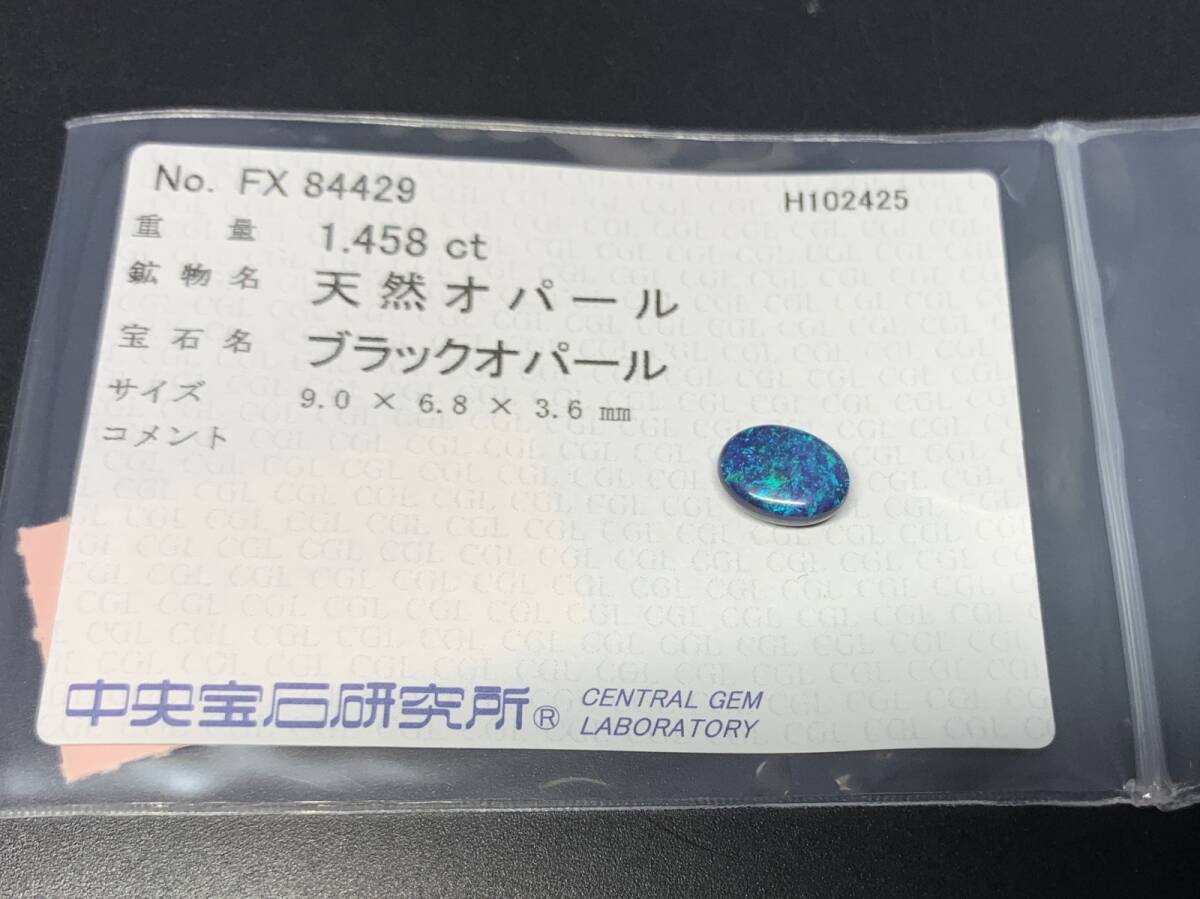 No. FX 84429 H102425
重量 1.458 ct
鉱物名 天然オパール
宝石名 ブラックオパール
サイズ 9.0 × 6.8 × 3.6 mm
コメント
中央宝石研究所® CENTRAL GEM
LABORATORY